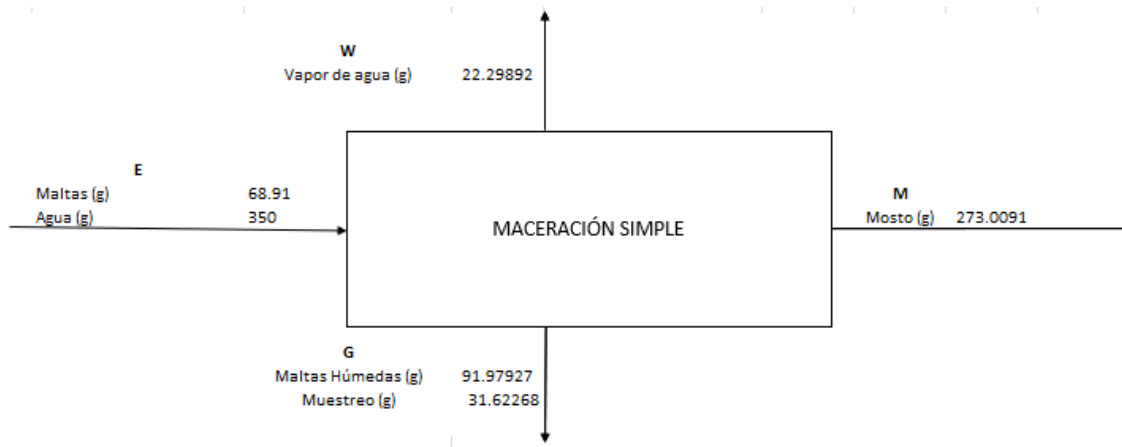 W
Vapor de agua (g) 22.29892
E
Maltas (g) 68.91
Agua (g) 350
MACERACIÓN SIMPLE
M
Mosto (g) 273.0091
G
Maltas Húmedas (g) 91.97927
Muestreo (g) 31.62268